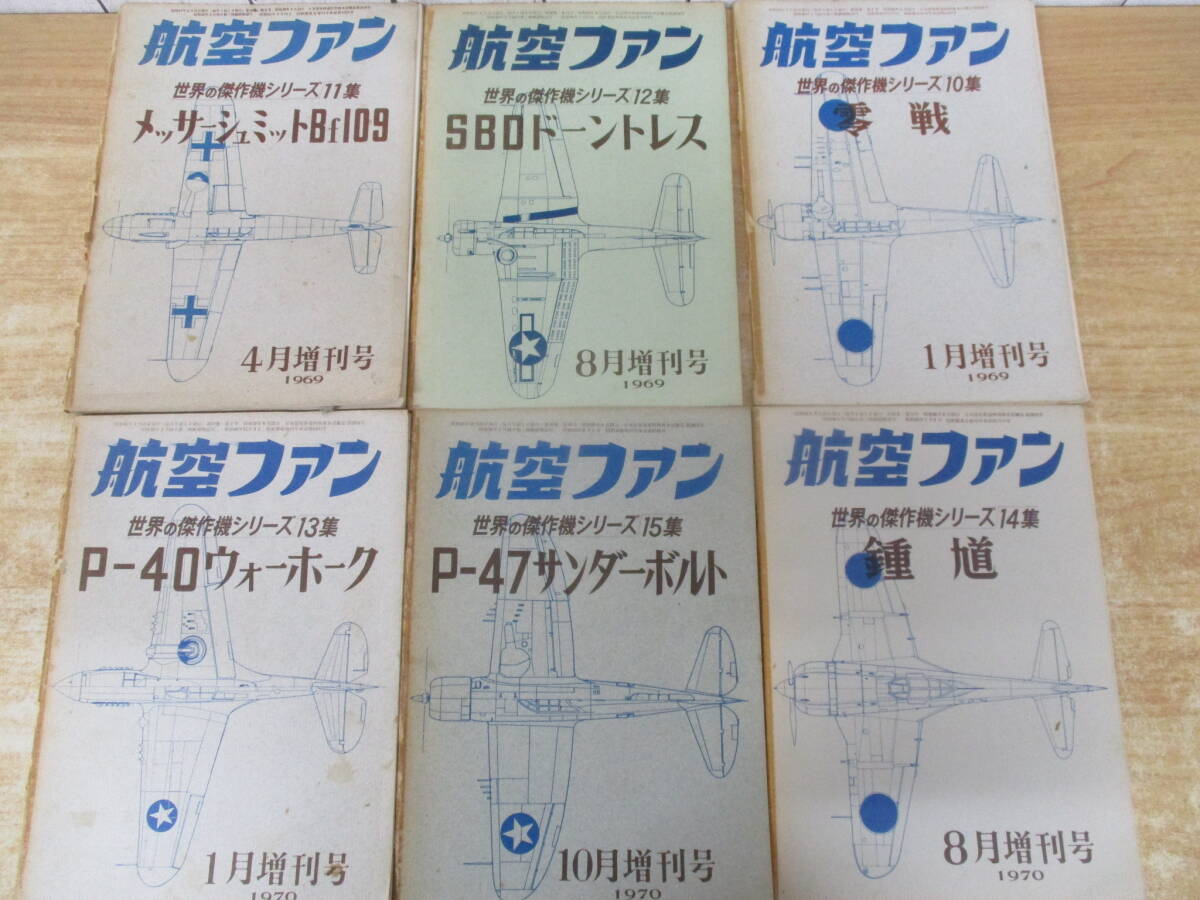 航空ファン
世界の傑作機シリーズ11集
メッサーシュミットBf109
4月増刊号
1969
航空ファン
世界の傑作機シリーズ12集
SBDドーントレス
8月増刊号
1969
航空ファン
世界の傑作機シリーズ10集
零戦
1月増刊号
1969
航空ファン
世界の傑作機シリーズ13集
P-40ウォーホーク
1月増刊号
1970
航空ファン
世界の傑作機シリーズ15集
P-47サンダーボルト
10月増刊号
1970
航空ファン
世界の傑作機シリーズ14集
鍾馗
8月増刊号
1970